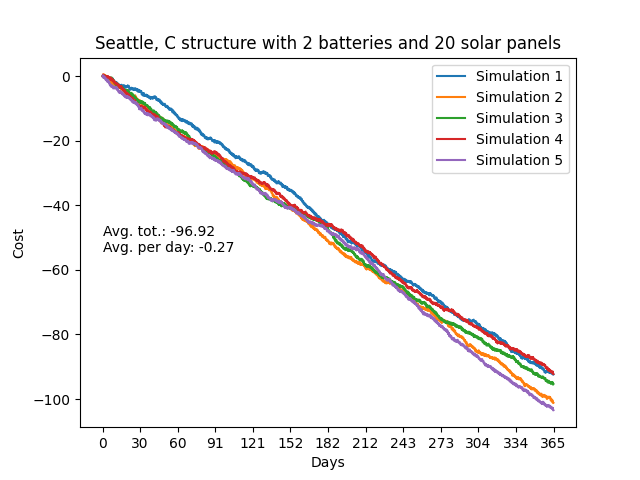 Seattle, C structure with 2 batteries and 20 solar panels
Simulation 1
Simulation 2
Simulation 3
Simulation 4
Simulation 5
Avg. tot.: -96.92
Avg. per day: -0.27
Cost
0
−20
−40
−60
−80
−100
0 30 60 91 121 152 182 212 243 273 304 334 365
Days